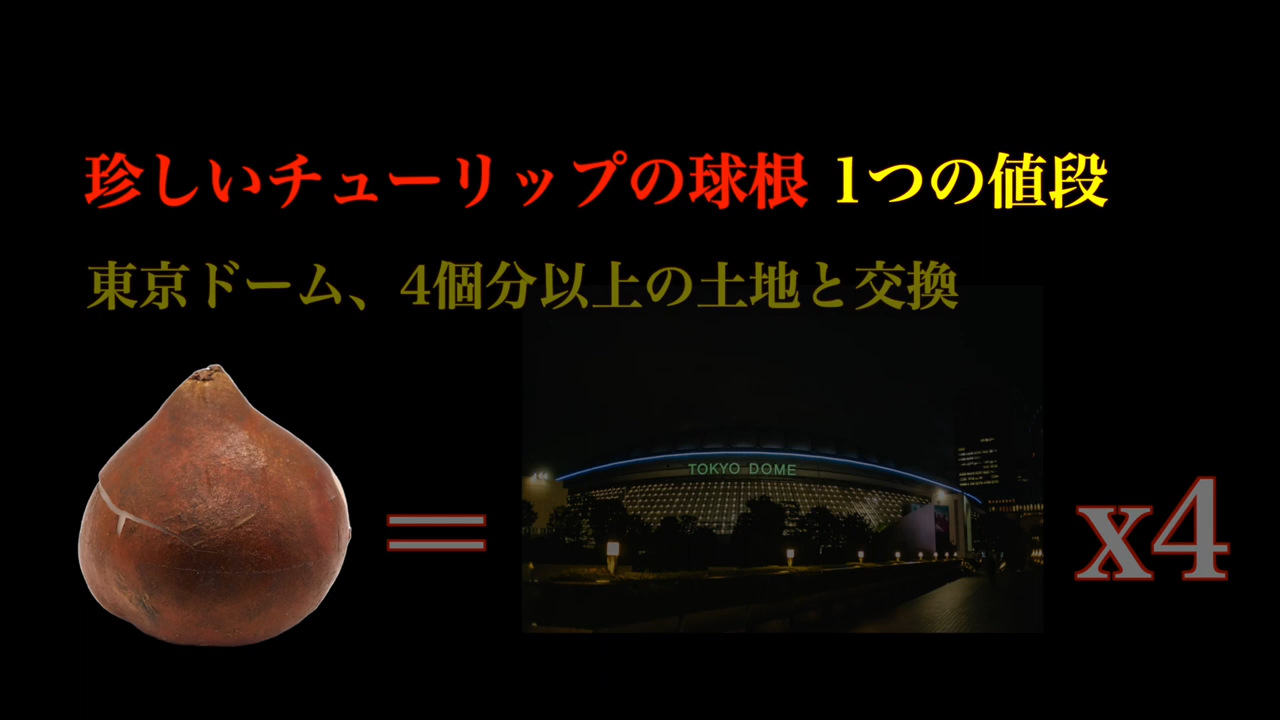 珍しいチューリップの球根 1つの値段
東京ドーム、4個分以上の土地と交換
TOKYO DOME
= x4